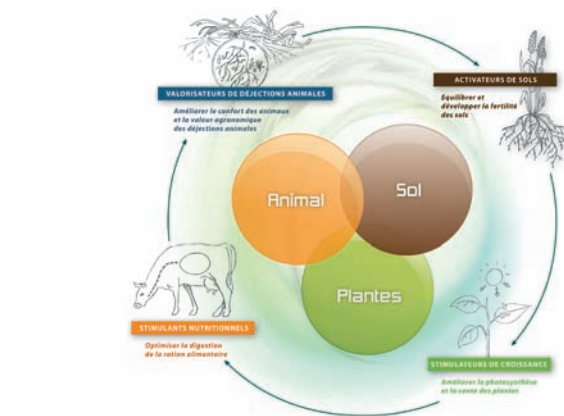 VALORISATEURS DE DÉJECTIONS ANIMALES
Améliorer le confort des animaux
et la valeur agronomique
des déjections animales
ACTIVATEURS DE SOLS
Équilibrer et
développer la fertilité
des sols
Animal
Sol
Plantes
STIMULANTS NUTRITIONNELS
Optimiser la digestion
de la ration alimentaire
STIMULATEURS DE CROISSANCE
Améliorer la photosynthèse
et la santé des plantes